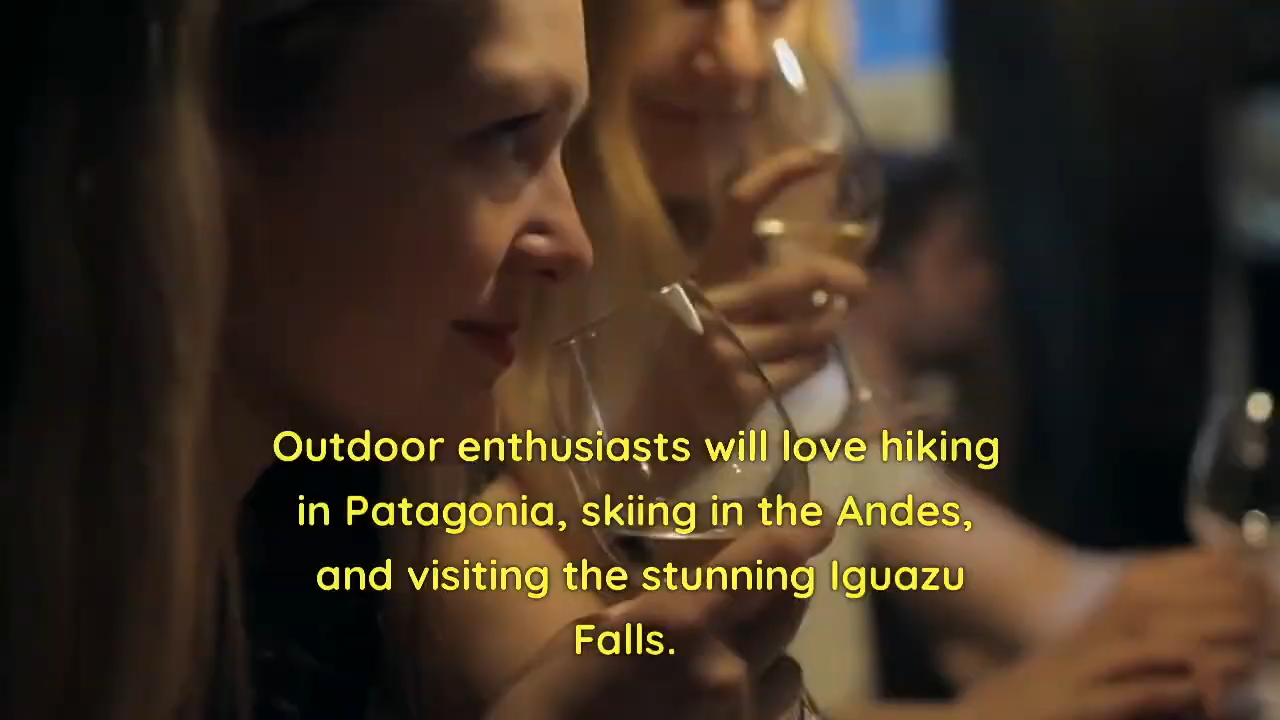 Outdoor enthusiasts will love hiking
in Patagonia, skiing in the Andes,
and visiting the stunning Iguazu
Falls.